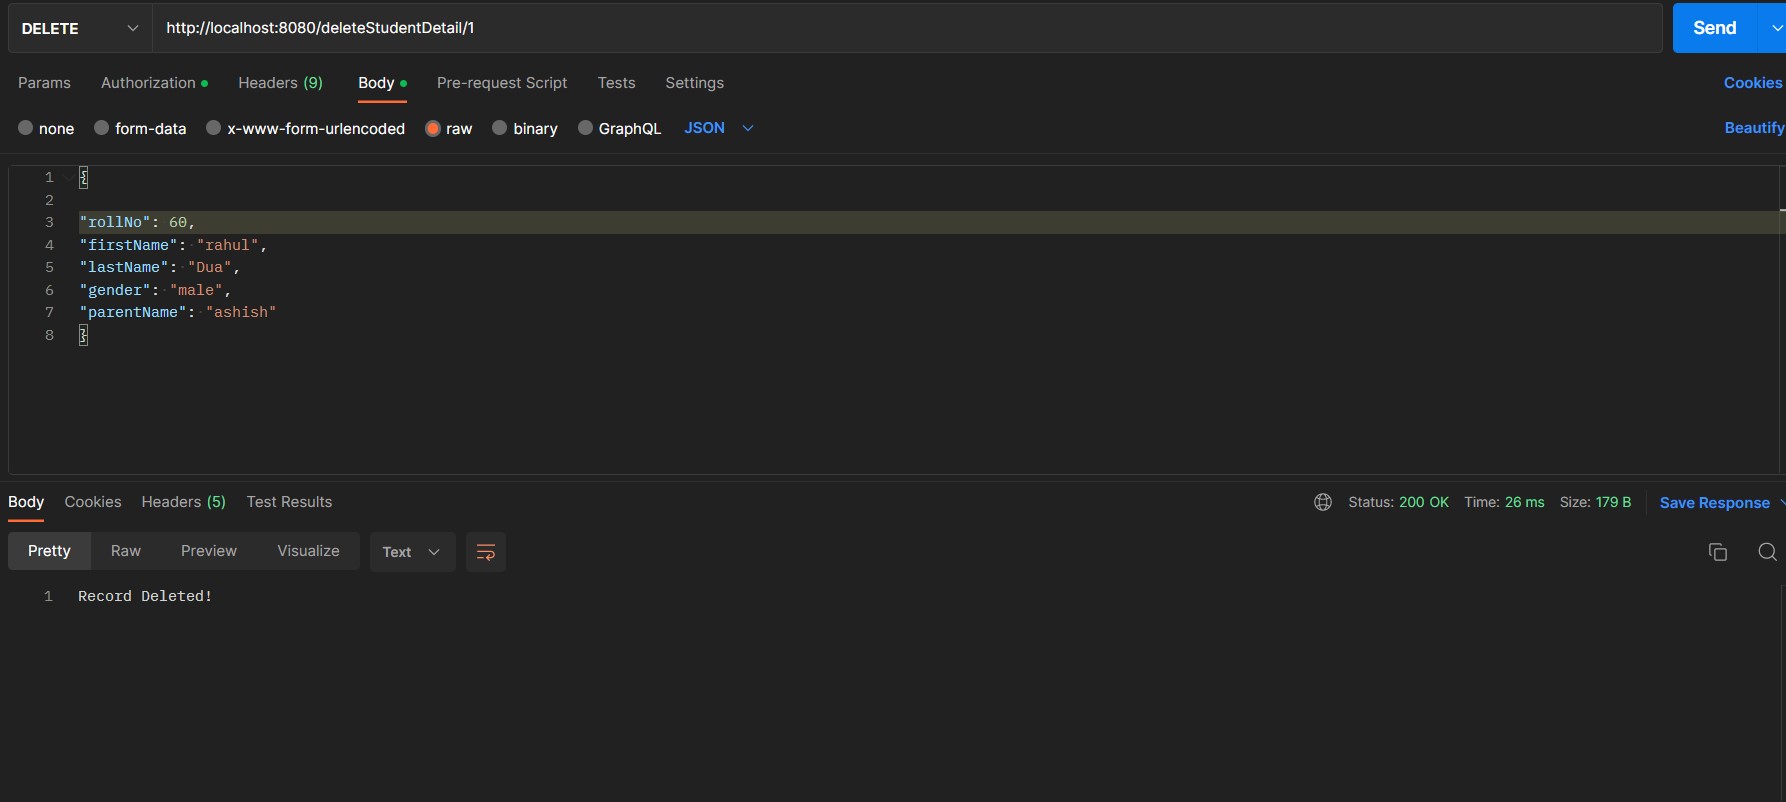 DELETE http://localhost:8080/deleteStudentDetail/1 Send
Params Authorization Headers (9) Body Pre-request Script Tests Settings Cookies
none form-data x-www-form-urlencoded raw binary GraphQL JSON Beautify
1 {
2
3 "rollNo": 60,
4 "firstName": "rahul",
5 "lastName": "Dua",
6 "gender": "male",
7 "parentName": "ashish"
8 }
Body Cookies Headers (5) Test Results Status: 200 OK Time: 26 ms Size: 179 B Save Response
Pretty Raw Preview Visualize Text
1 Record Deleted!